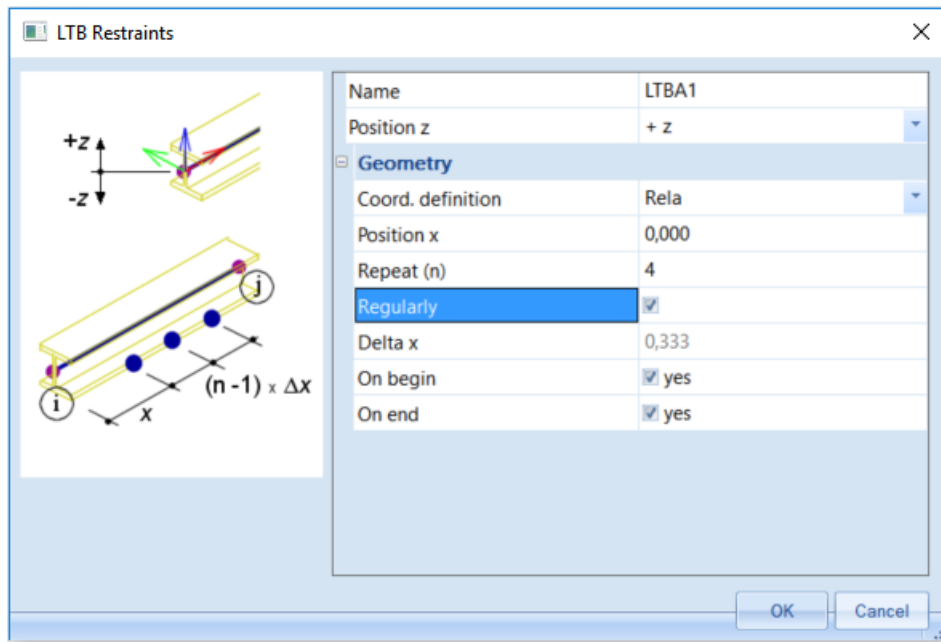 LTB Restraints
+z
-z
j
(n -1) x Δx
i
x
Name LTBA1
Position z + z
Geometry
Coord. definition Rela
Position x 0,000
Repeat (n) 4
Regularly
Delta x 0,333
On begin yes
On end yes
OK Cancel